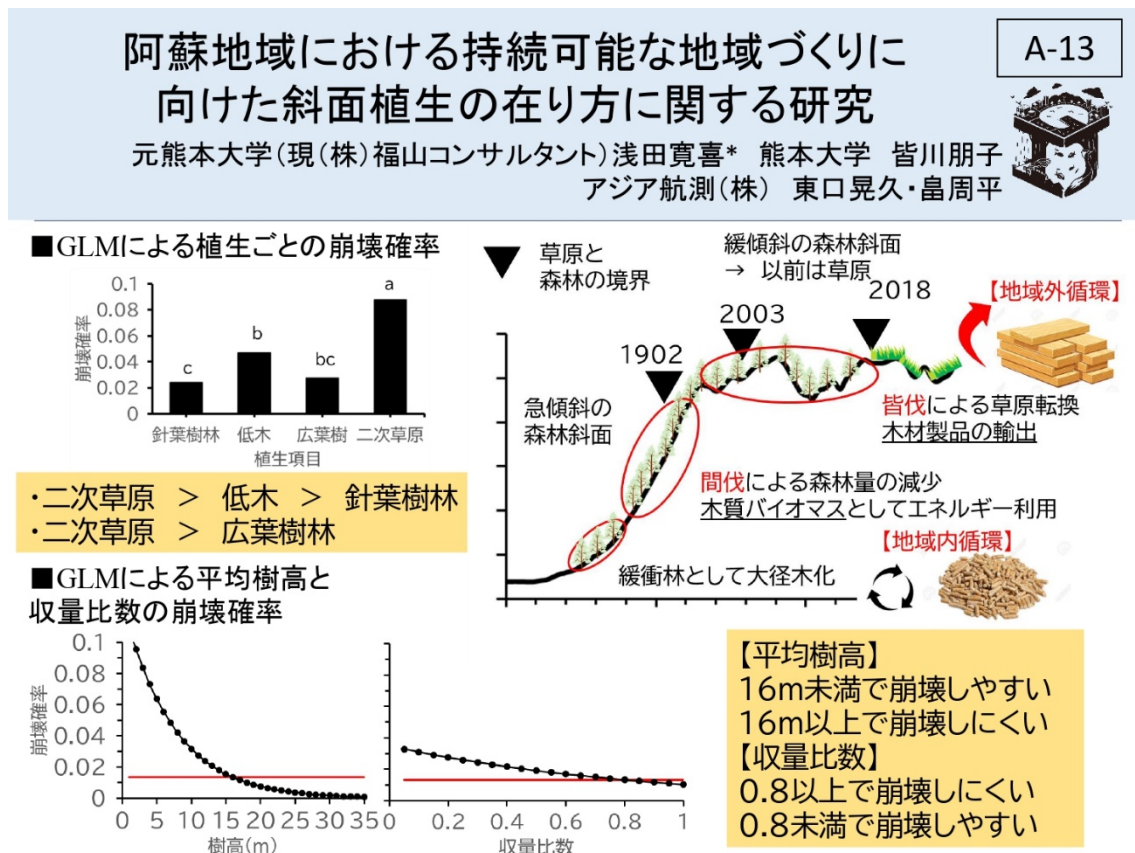 阿蘇地域における持続可能な地域づくりに
向けた斜面植生の在り方に関する研究
A-13
元熊本大学(現(株)福山コンサルタント)浅田寛喜* 熊本大学 皆川朋子
アジア航測(株) 東口晃久・畠周平
■GLMによる植生ごとの崩壊確率
崩壊確率
0.1
0.08
0.06
0.04
0.02
0
c
b
bc
a
針葉樹林 低木 広葉樹 二次草原
植生項目
・二次草原 > 低木 > 針葉樹林
・二次草原 > 広葉樹林
■GLMによる平均樹高と
収量比数の崩壊確率
崩壊確率
0.1
0.08
0.06
0.04
0.02
0
0 5 10 15 20 25 30 35
樹高(m)
0 0.2 0.4 0.6 0.8 1
収量比数
草原と
森林の境界
緩傾斜の森林斜面
→ 以前は草原
1902
2003
2018
【地域外循環】
急傾斜の
森林斜面
皆伐による草原転換
木材製品の輸出
間伐による森林量の減少
木質バイオマスとしてエネルギー利用
【地域内循環】
緩衝林として大径木化
【平均樹高】
16m未満で崩壊しやすい
16m以上で崩壊しにくい
【収量比数】
0.8以上で崩壊しにくい
0.8未満で崩壊しやすい